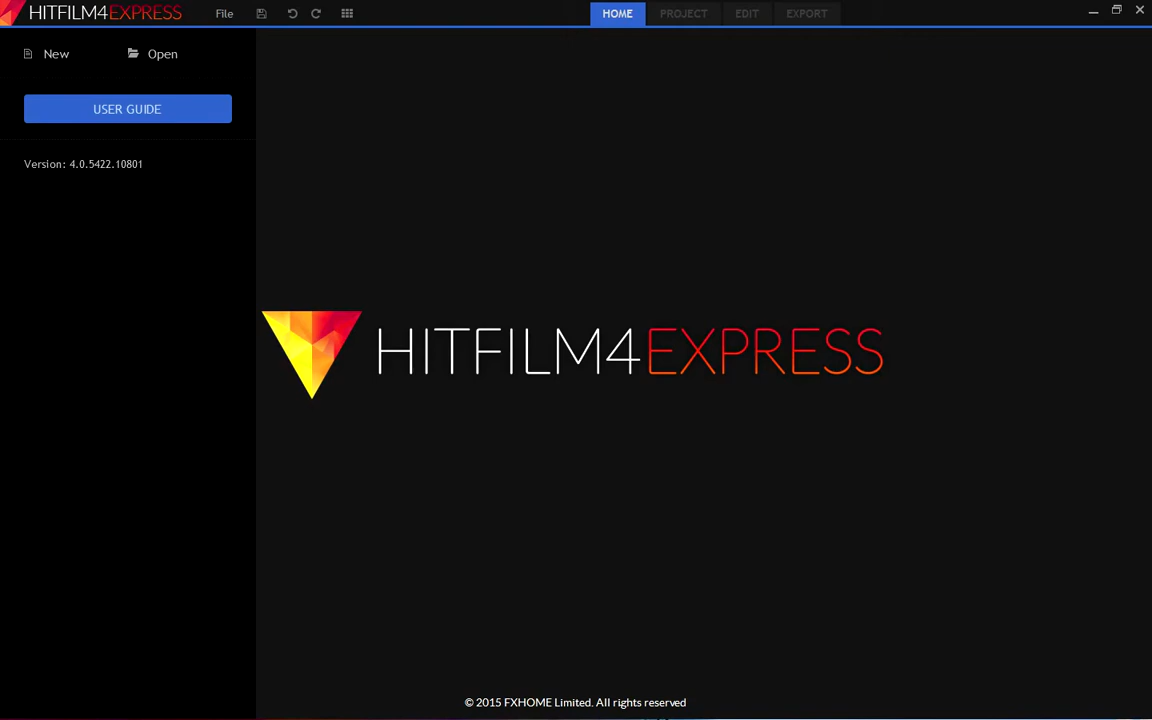 HITFILM4EXPRESS File HOME PROJECT EDIT EXPORT
New Open
USER GUIDE
Version: 4.0.5422.10801
HITFILM4EXPRESS
© 2015 FXHOME Limited. All rights reserved